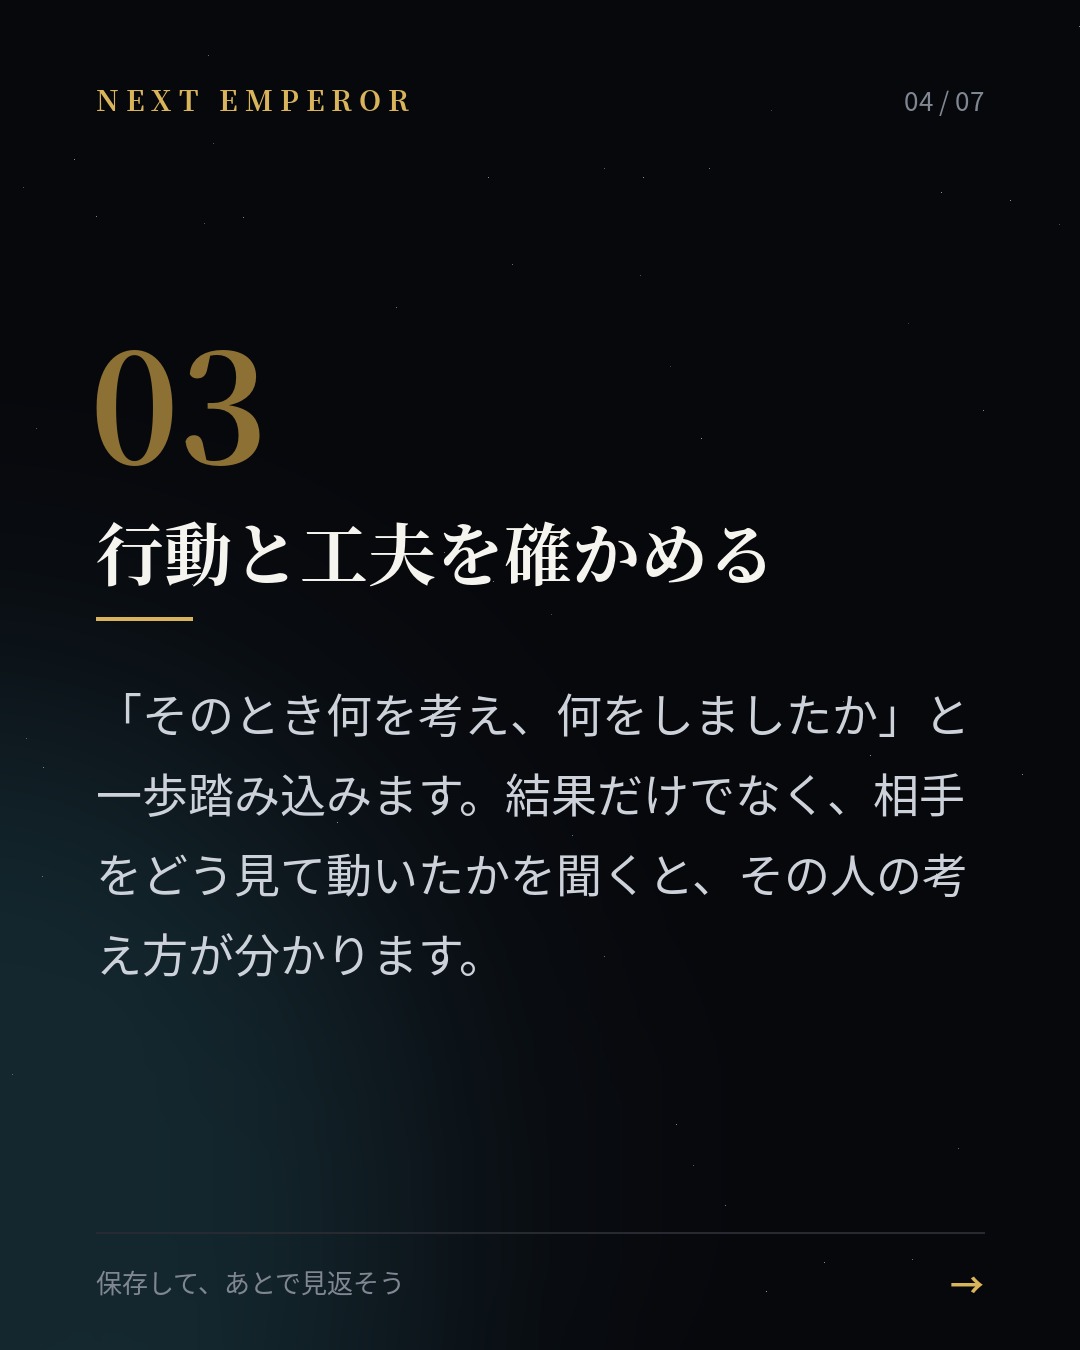 NEXT EMPEROR
04 / 07
03
行動と工夫を確かめる
「そのとき何を考え、何をしましたか」と
一歩踏み込みます。結果だけでなく、相手
をどう見て動いたかを聞くと、その人の考
え方が分かります。
保存して、あとで見返そう
→